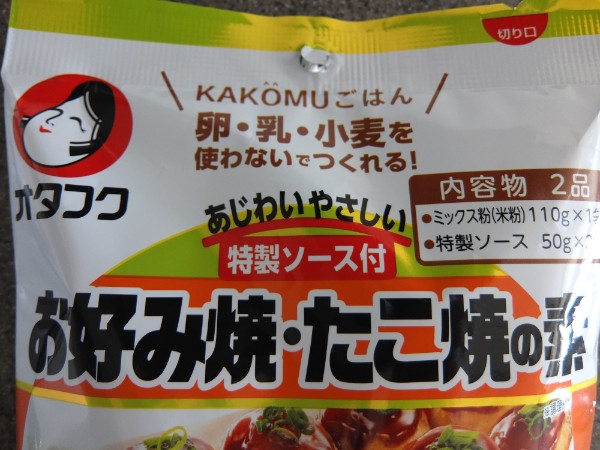 切り口
KAKOMUごはん
卵・乳・小麦を
使わないでつくれる!
オタフク
あじわいやさしい
特製ソース付
内容物 2品
・ミックス粉(米粉) 110g×1袋
・特製ソース 50g×
お好み焼・たこ焼の素